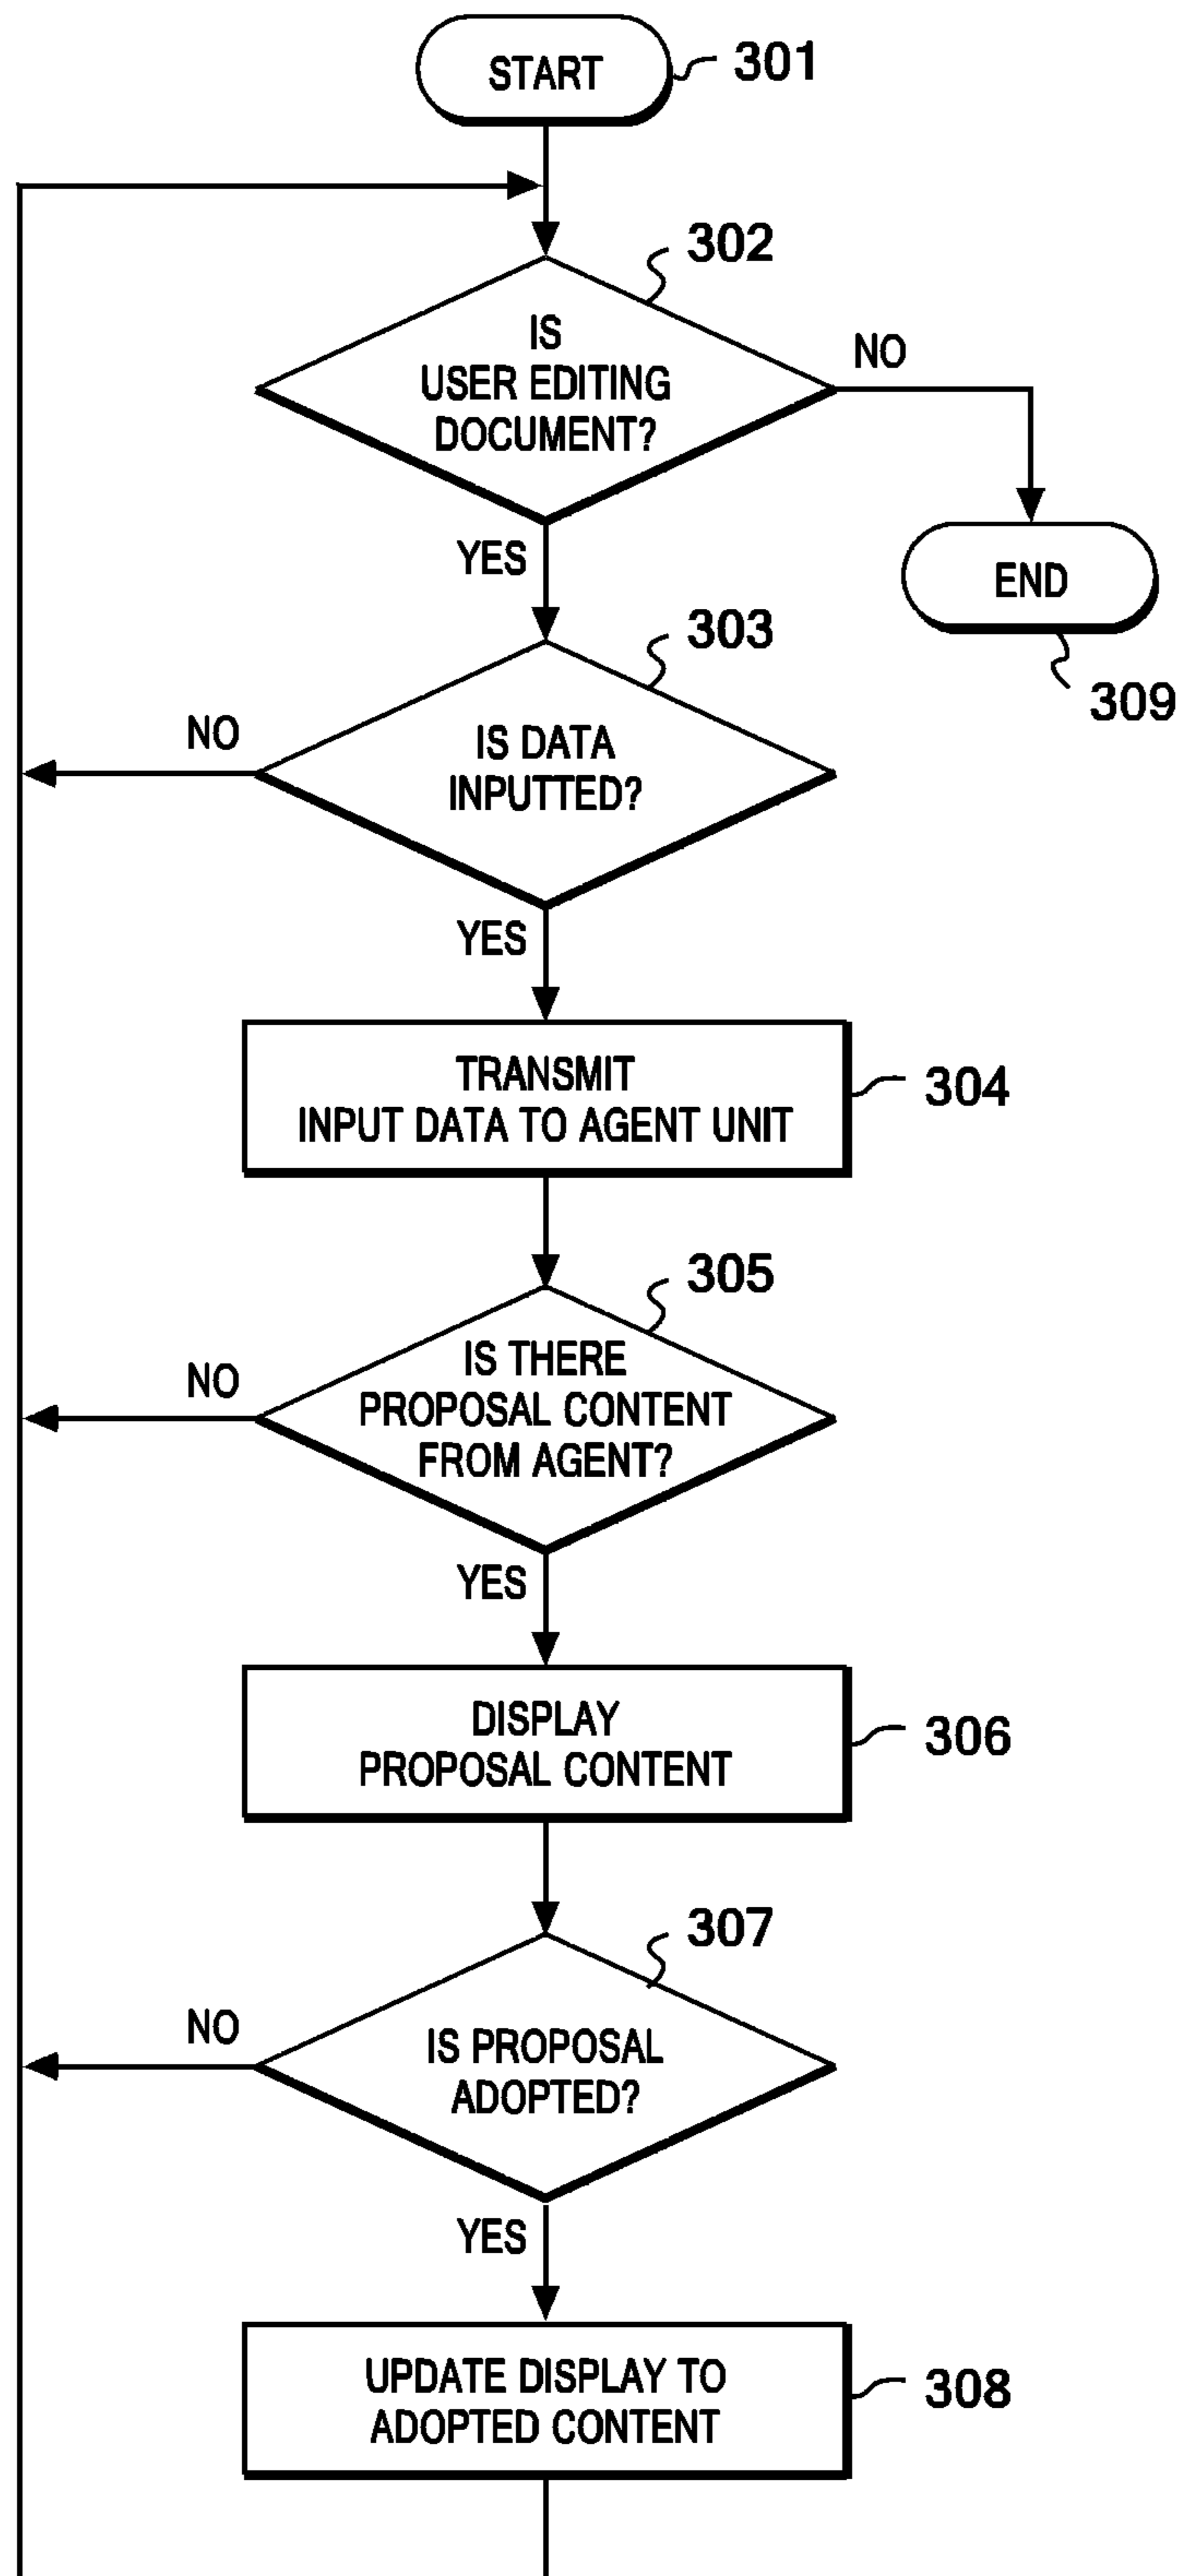 START
301
302
IS
USER EDITING
DOCUMENT?
NO
YES
END
309
303
IS DATA
INPUTTED?
NO
YES
TRANSMIT
INPUT DATA TO AGENT UNIT
304
305
IS THERE
PROPOSAL CONTENT
FROM AGENT?
NO
YES
DISPLAY
PROPOSAL CONTENT
306
307
IS PROPOSAL
ADOPTED?
NO
YES
UPDATE DISPLAY TO
ADOPTED CONTENT
308